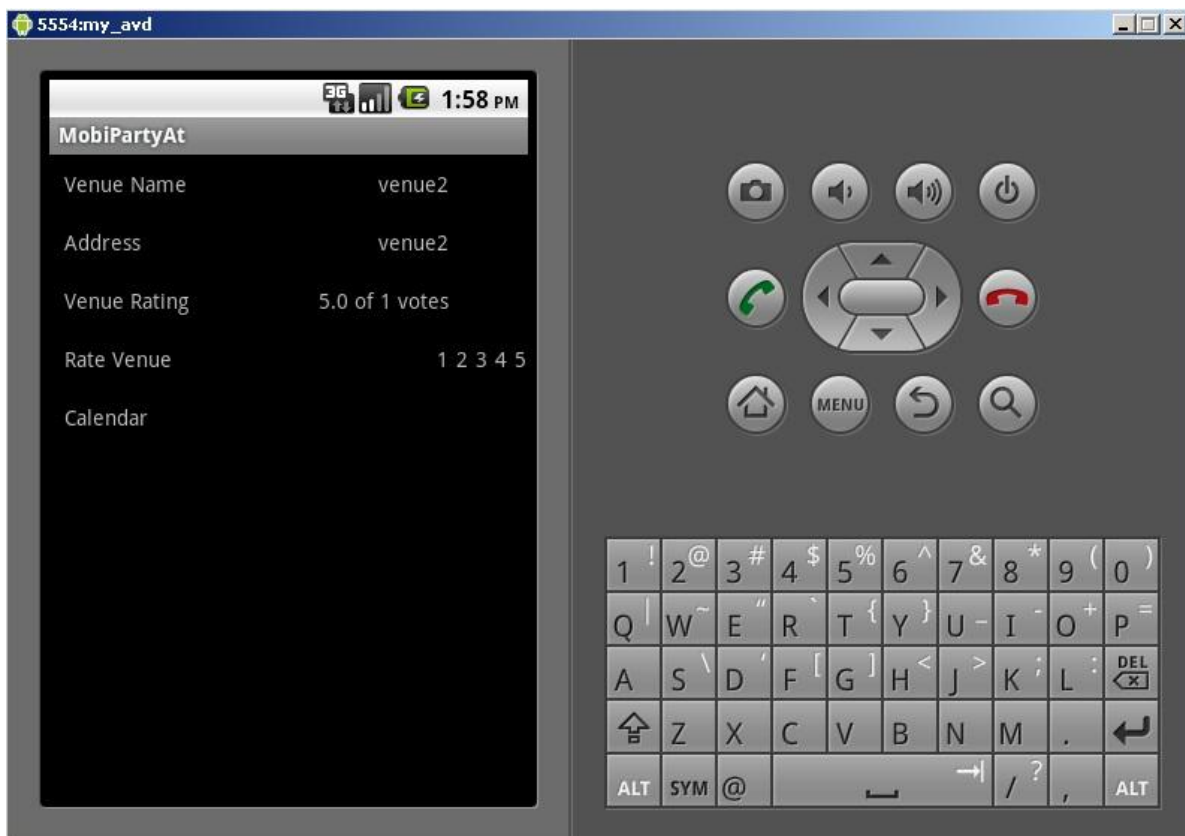 5554:my_avd
3G 1:58 PM
MobiPartyAt
Venue Name venue2
Address venue2
Venue Rating 5.0 of 1 votes
Rate Venue 1 2 3 4 5
Calendar
MENU
1 ! 2 @ 3 # 4 $ 5 % 6 ^ 7 & 8 * 9 ( 0 )
Q | W ~ E “ R ` T { Y } U _ I - O + P =
A S \ D ‘ F [ G ] H < J > K ; L : DEL
Z X C V B N M .
ALT SYM @ / ? , ALT